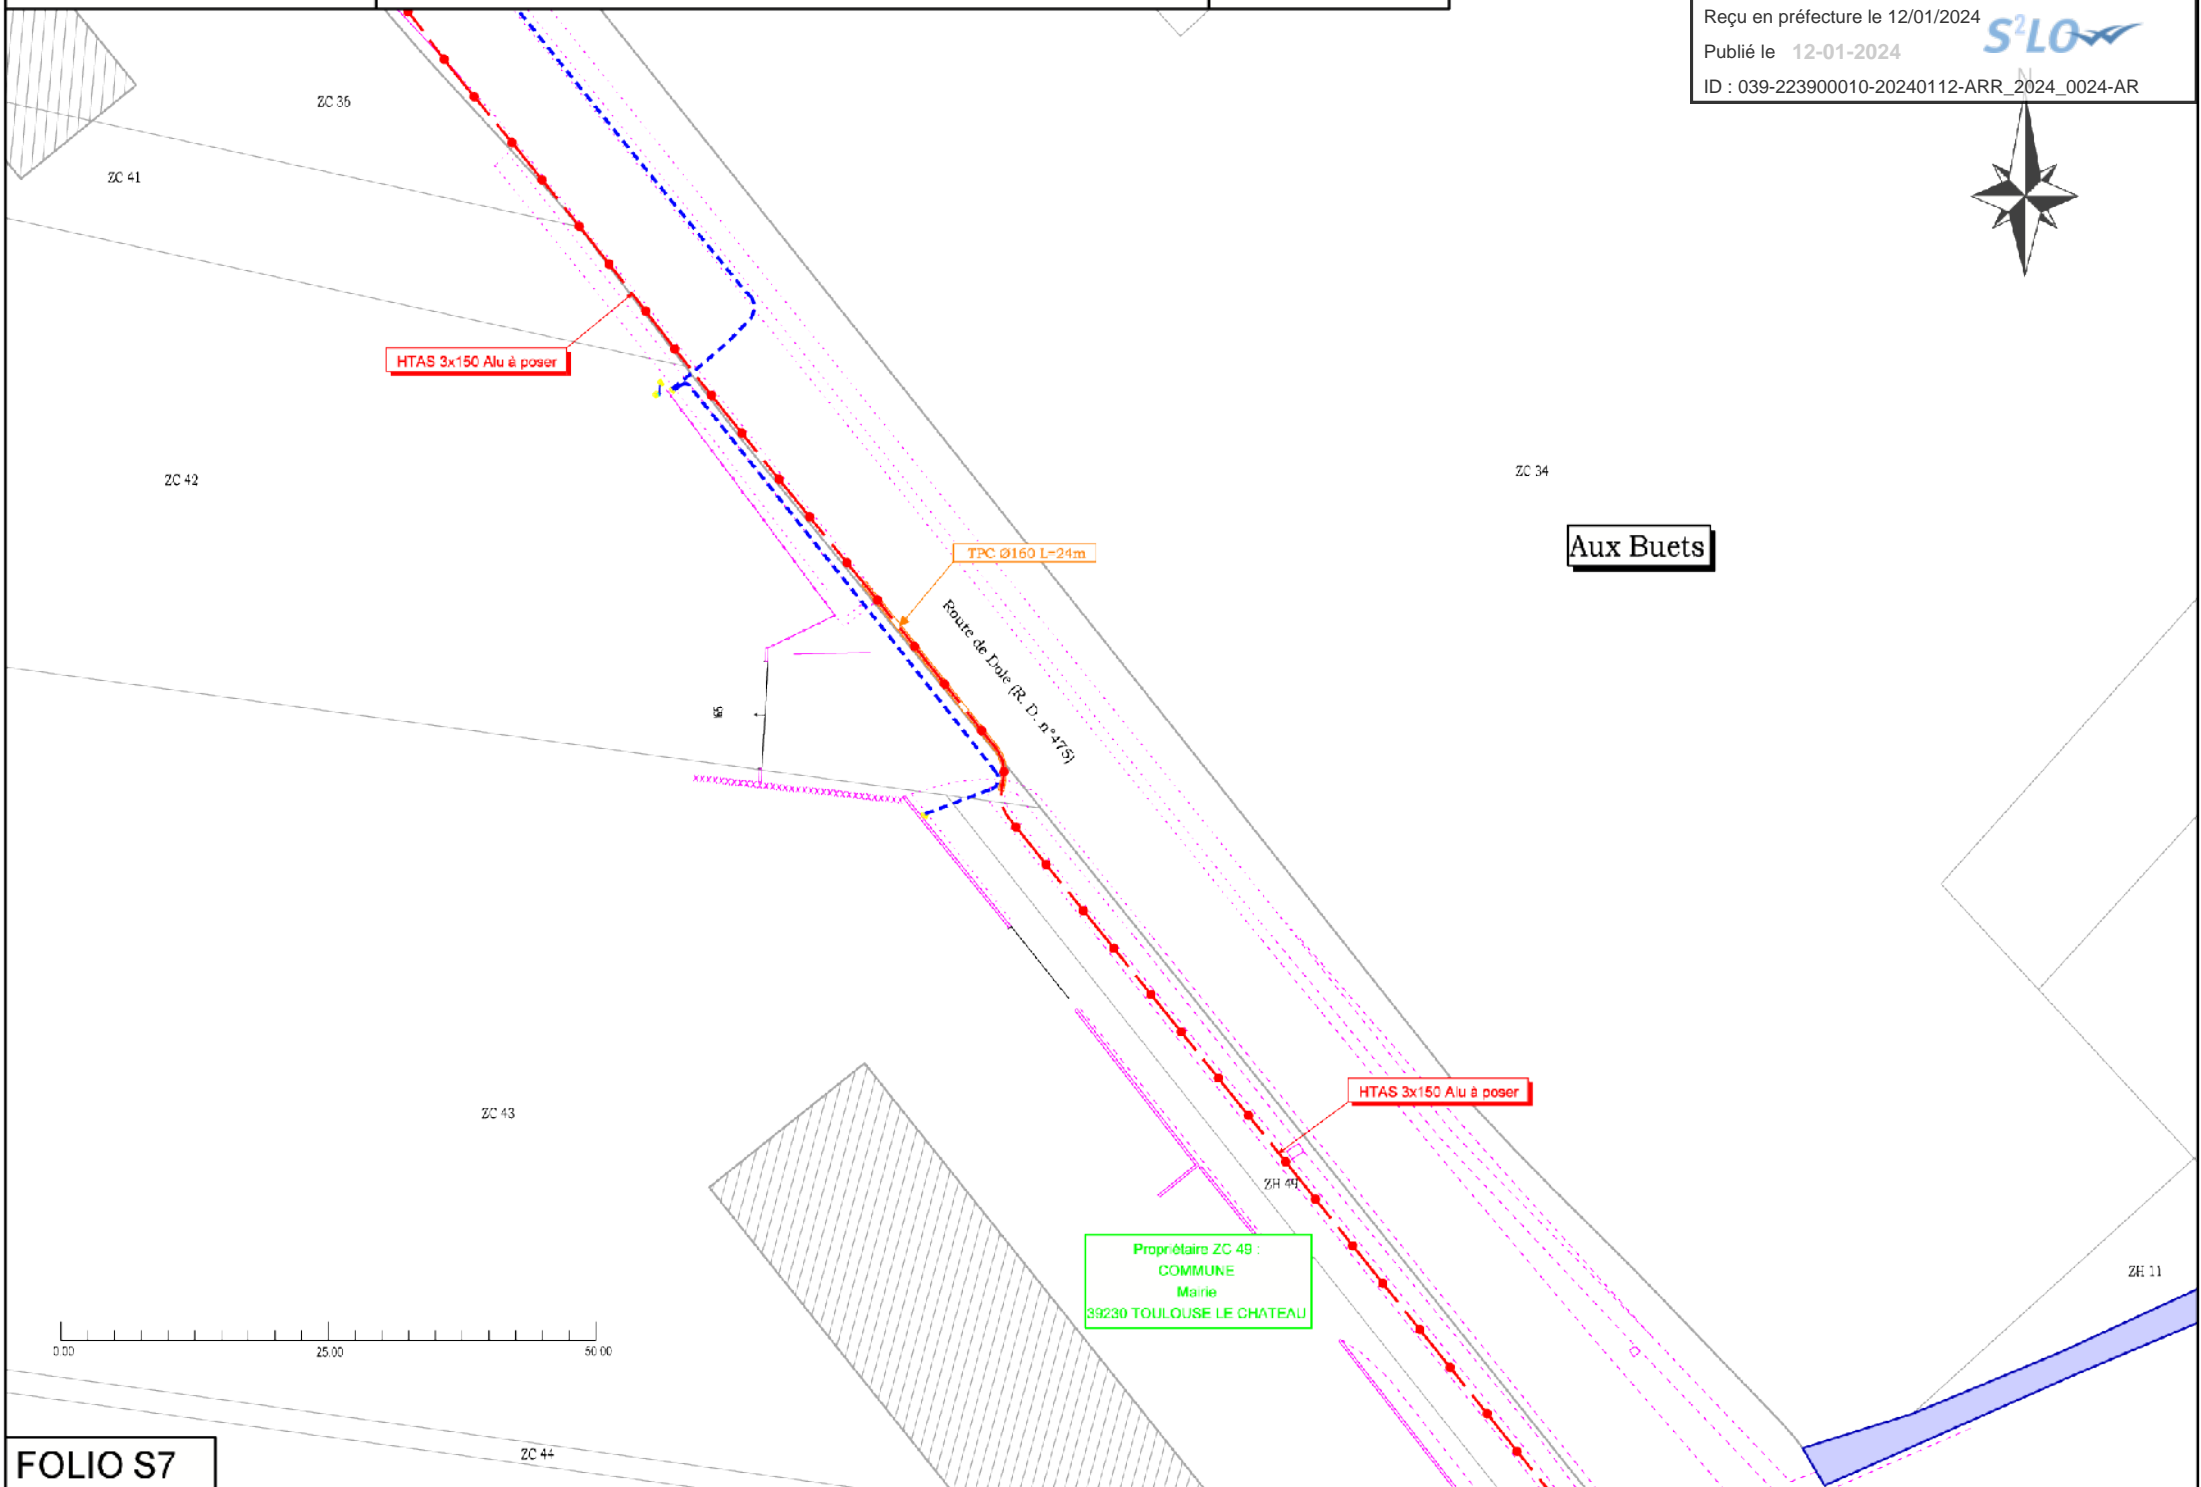 Reçu en préfecture le 12/01/2024
Publié le 12-01-2024
S²LO
ID : 039-223900010-20240112-ARR_2024_0024-AR
N
ZC 36
ZC 41
HTAS 3x150 Alu à poser
ZC 42
ZC 34
Aux Buets
TPC Ø160 L=24m
Route de Dole (R. D. n°475)
HTAS 3x150 Alu à poser
ZC 43
ZH 49
Propriétaire ZC 49 :
COMMUNE
Mairie
39230 TOULOUSE LE CHATEAU
ZH 11
0.00 25.00 50.00
ZC 44
FOLIO S7